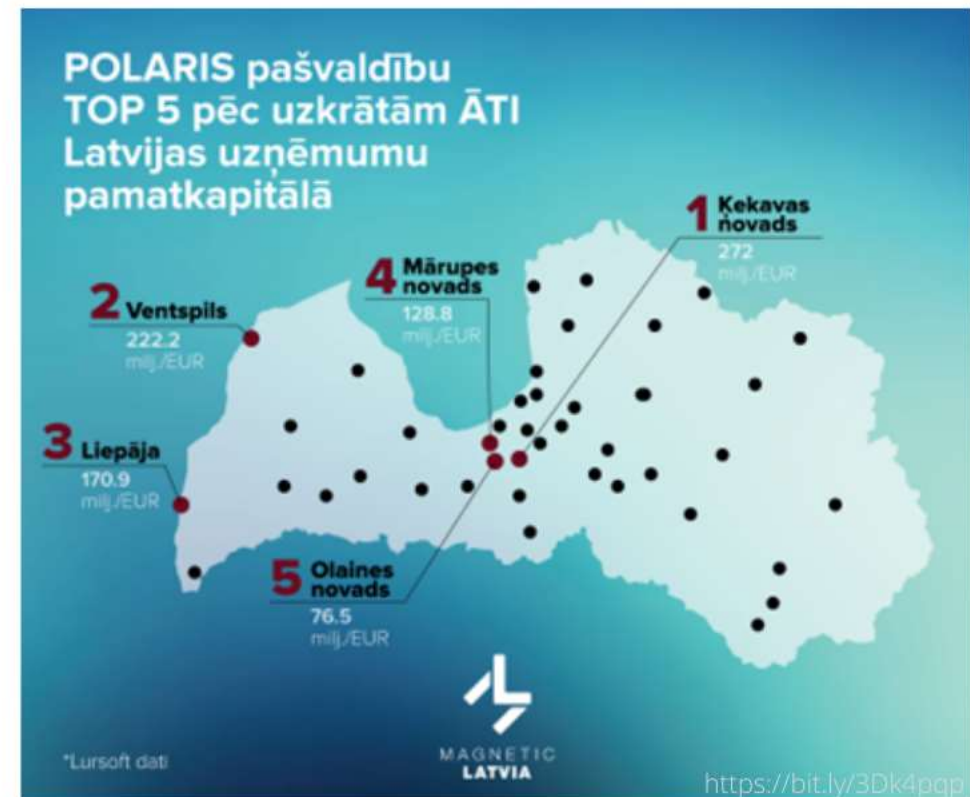 POLARIS pašvaldību
TOP 5 pēc uzkrātām ĀTI
Latvijas uzņēmumu
pamatkapitālā
1 Ķekavas
novads
272
milj./EUR
4 Mārupes
novads
128.8
milj./EUR
2 Ventspils
222.2
milj./EUR
3 Liepāja
170.9
milj./EUR
5 Olaines
novads
76.5
milj./EUR
MAGNETIC
LATVIA
*Lursoft dati
https://bit.ly/3Dk4pqp